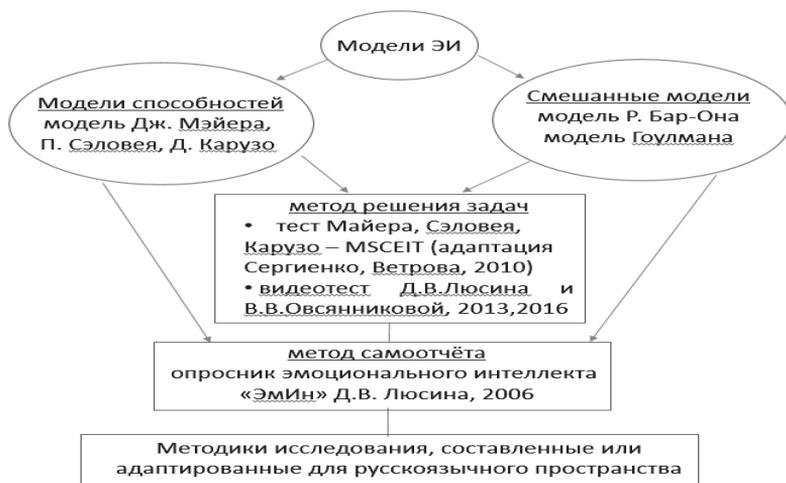 Модели ЭИ
Модели способностей
модель Дж. Мэйера,
П. Сэловея, Д. Карузо
Смешанные модели
модель Р. Бар-Она
модель Гоулмана
метод решения задач
• тест Майера, Сэловея,
Карузо – MSCEIT (адаптация
Сергиенко, Ветрова, 2010)
• видеотест Д.В.Люсина и
В.В.Овсянниковой, 2013,2016
метод самоотчёта
опросник эмоционального интеллекта
«ЭмИн» Д.В. Люсина, 2006
Методики исследования, составленные или
адаптированные для русскоязычного пространства